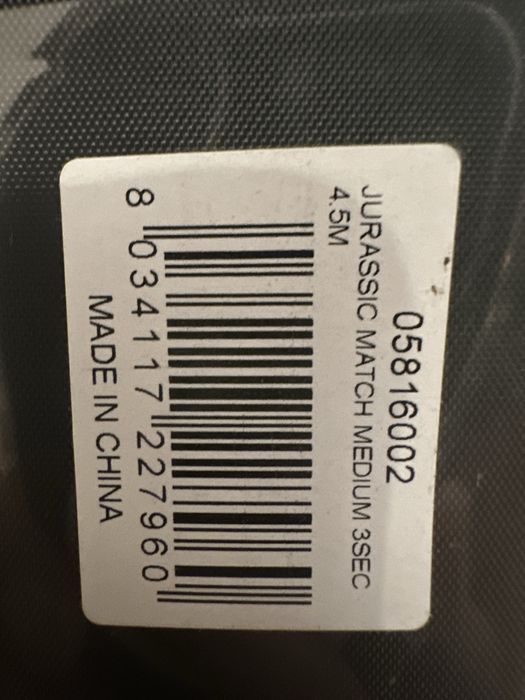 05816002
JURASSIC MATCH MEDIUM 3SEC
4.5M
8 034117 227960
MADE IN CHINA